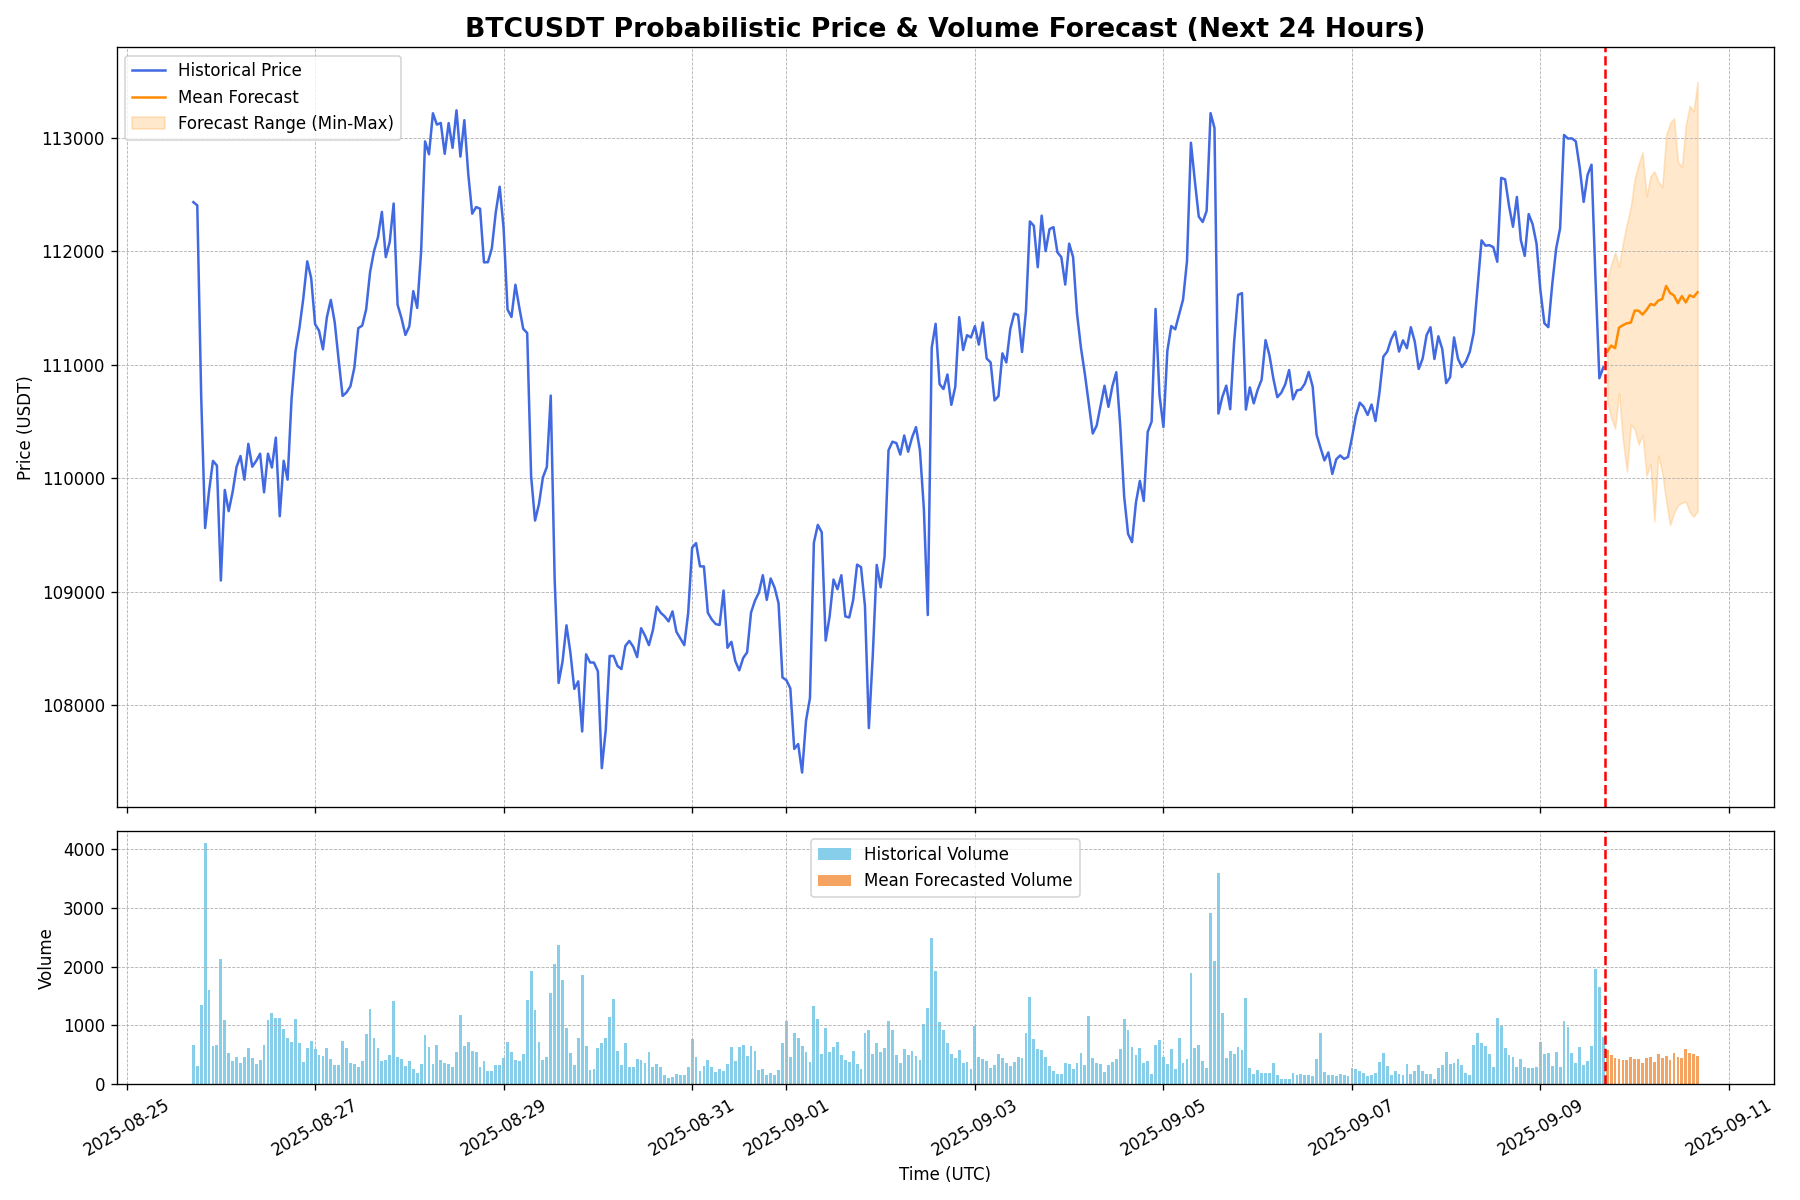 BTCUSDT Probabilistic Price & Volume Forecast (Next 24 Hours)
Historical Price
Mean Forecast
Forecast Range (Min-Max)
Price (USDT)
113000
112000
111000
110000
109000
108000
Historical Volume
Mean Forecasted Volume
Volume
4000
3000
2000
1000
0
2025-08-25
2025-08-27
2025-08-29
2025-08-31
2025-09-01
2025-09-03
2025-09-05
2025-09-07
2025-09-09
2025-09-11
Time (UTC)